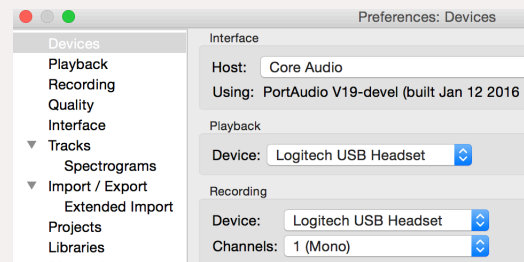 Preferences: Devices
Devices
Playback
Recording
Quality
Interface
Tracks
Spectrograms
Import / Export
Extended Import
Projects
Libraries
Interface
Host: Core Audio
Using: PortAudio V19-devel (built Jan 12 2016
Playback
Device: Logitech USB Headset
Recording
Device: Logitech USB Headset
Channels: 1 (Mono)